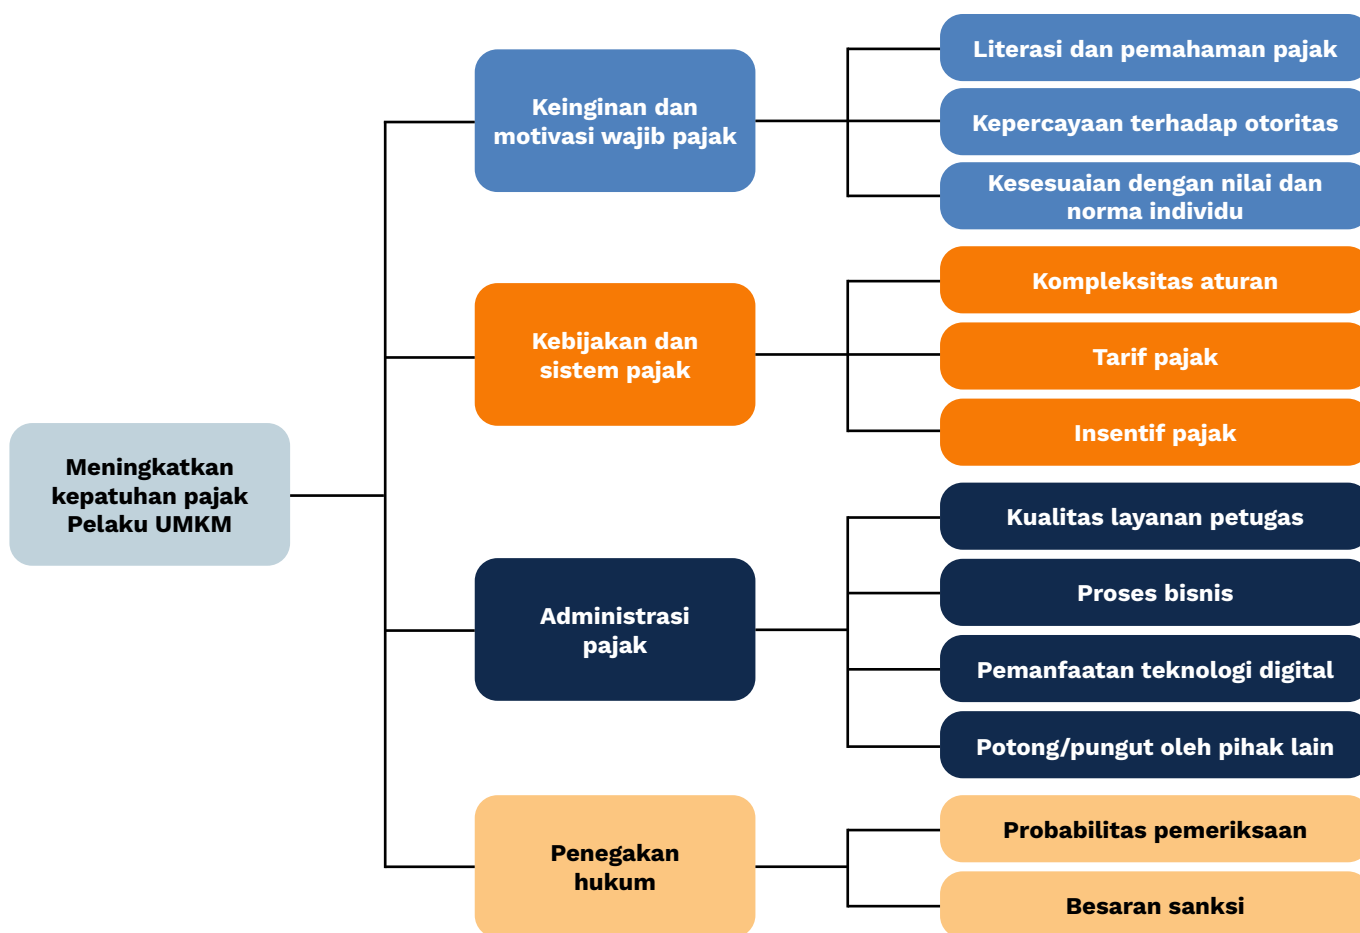 Meningkatkan
kepatuhan pajak
Pelaku UMKM
Keinginan dan
motivasi wajib pajak
Literasi dan pemahaman pajak
Kepercayaan terhadap otoritas
Kesesuaian dengan nilai dan
norma individu
Kebijakan dan
sistem pajak
Kompleksitas aturan
Tarif pajak
Insentif pajak
Administrasi
pajak
Kualitas layanan petugas
Proses bisnis
Pemanfaatan teknologi digital
Potong/pungut oleh pihak lain
Penegakan
hukum
Probabilitas pemeriksaan
Besaran sanksi